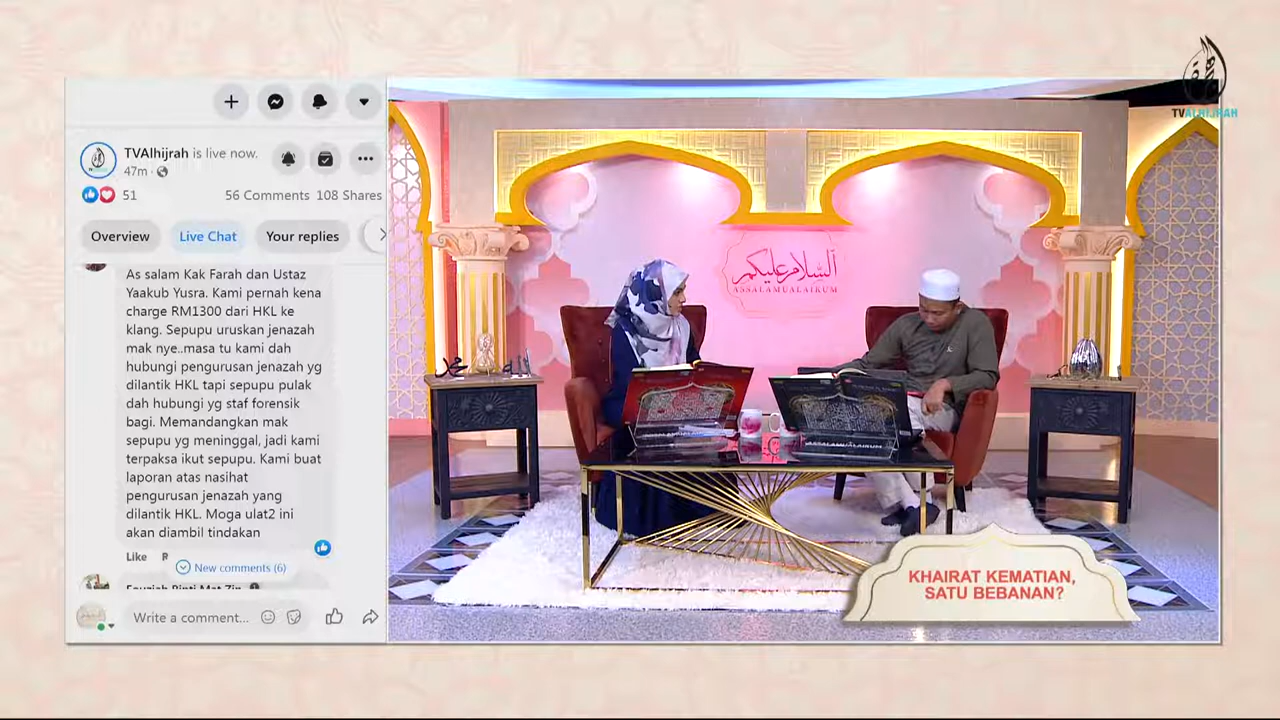 TVALHIJRAH
TVAlhijrah is live now.
47m
51
56 Comments 108 Shares
Overview
Live Chat
Your replies
As salam Kak Farah dan Ustaz
Yaakub Yusra. Kami pernah kena
charge RM1300 dari HKL ke
klang. Sepupu uruskan jenazah
mak nye..masa tu kami dah
hubungi pengurusan jenazah yg
dilantik HKL tapi sepupu pulak
dah hubungi yg staf forensik
bagi. Memandangkan mak
sepupu yg meninggal, jadi kami
terpaksa ikut sepupu. Kami buat
laporan atas nasihat
pengurusan jenazah yang
dilantik HKL. Moga ulat2 ini
akan diambil tindakan
Like R
New comments (6)
Write a comment...
السلام عليكم
ASSALAMUALAIKUM
محمد
الله
ASSALAMUALAIKUM
KHAIRAT KEMATIAN,
SATU BEBANAN?